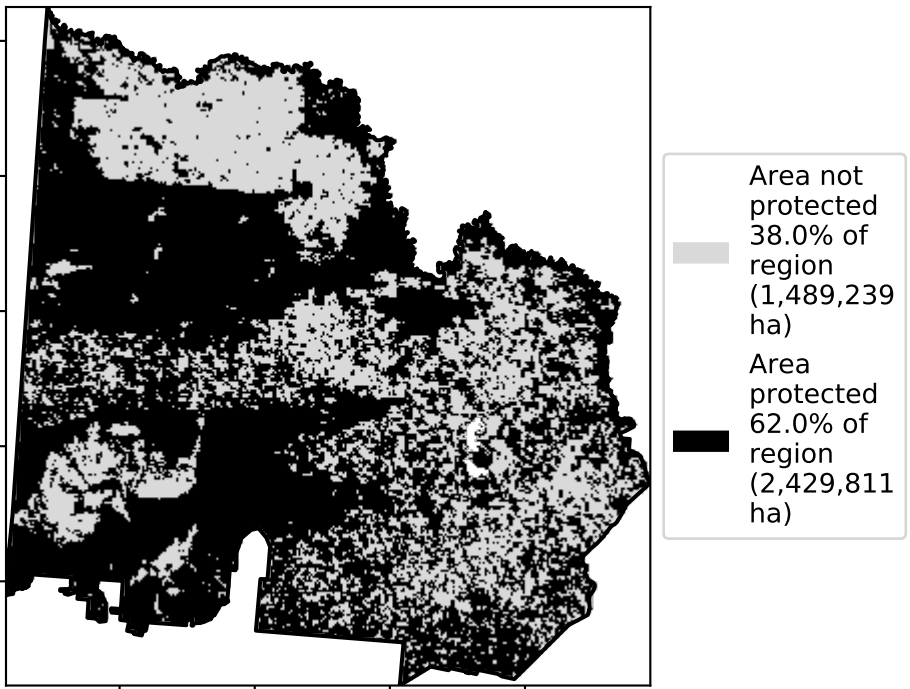 Area not
protected
38.0% of
region
(1,489,239
ha)
Area
protected
62.0% of
region
(2,429,811
ha)